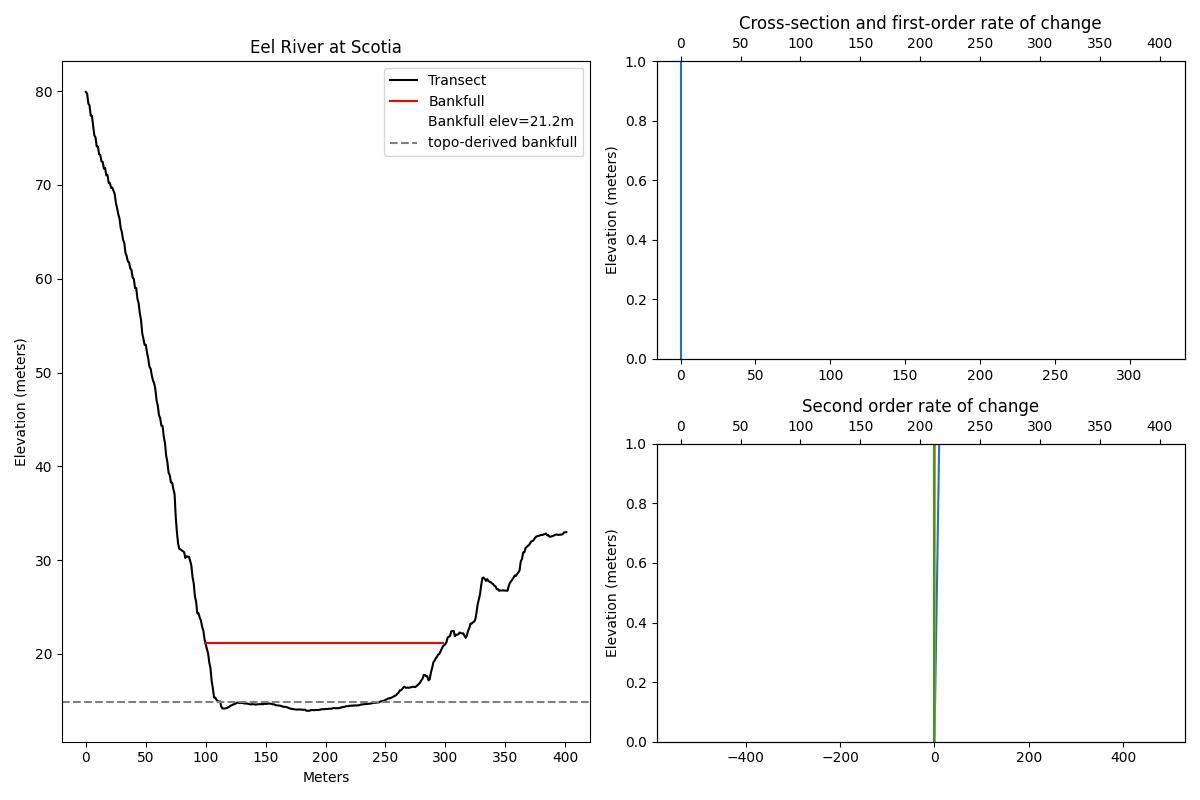 Eel River at Scotia
Transect
Bankfull
Bankfull elev=21.2m
topo-derived bankfull
80
70
60
50
40
30
20
Elevation (meters)
0 50 100 150 200 250 300 350 400
Meters
Cross-section and first-order rate of change
0 50 100 150 200 250 300 350 400
1.0
0.8
0.6
0.4
0.2
0.0
Elevation (meters)
0 50 100 150 200 250 300
Second order rate of change
0 50 100 150 200 250 300 350 400
1.0
0.8
0.6
0.4
0.2
0.0
Elevation (meters)
−400 −200 0 200 400